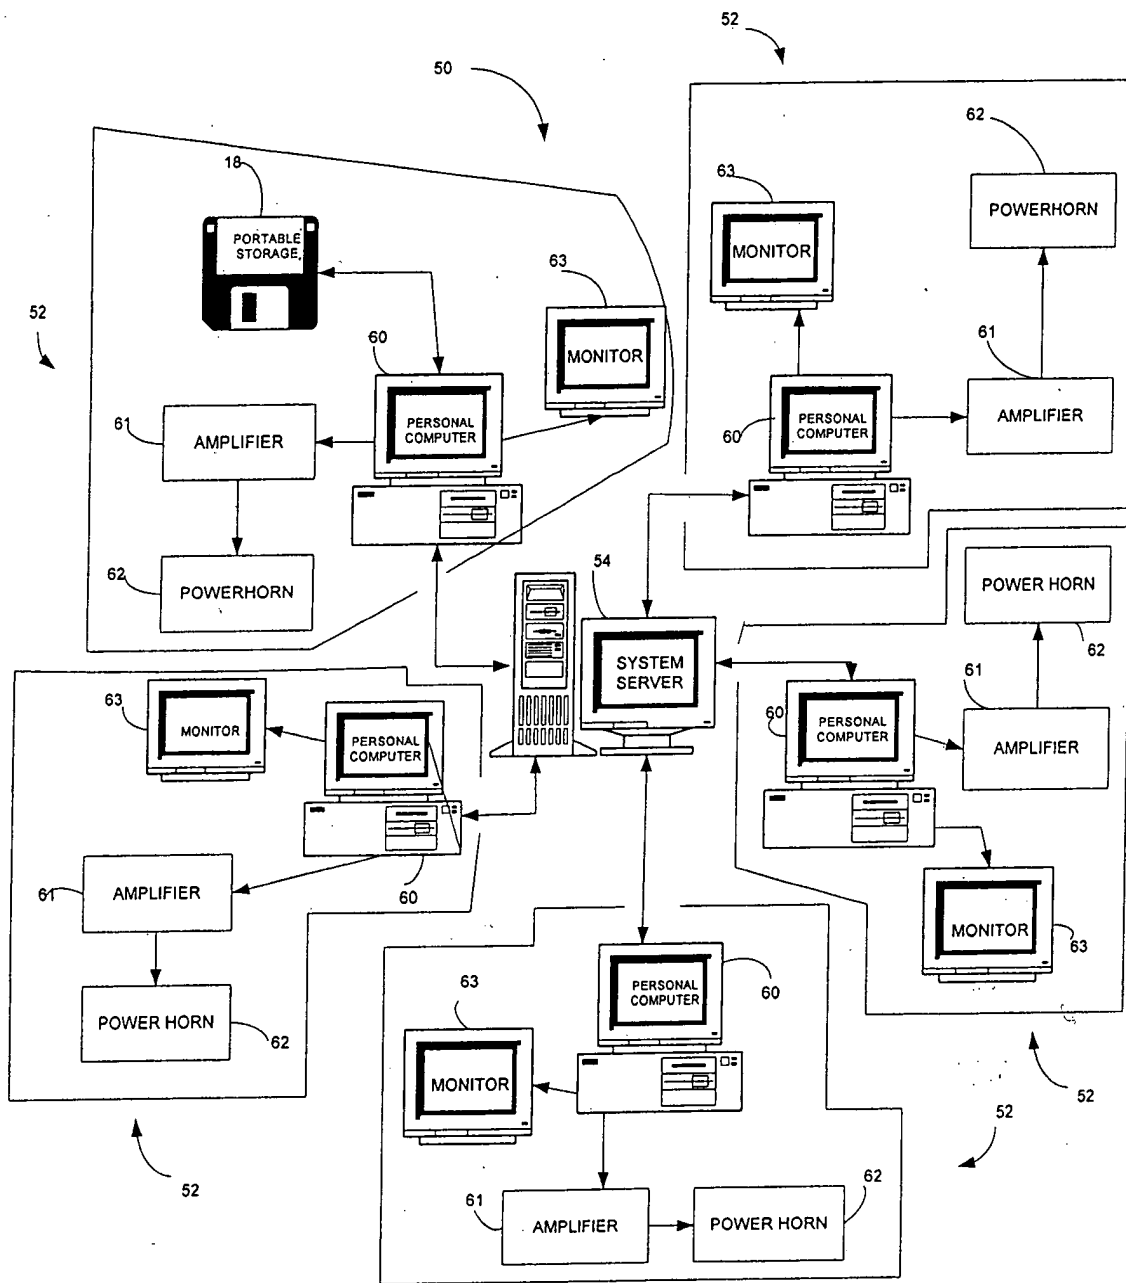 52
50
18
PORTABLE
STORAGE
52
63
MONITOR
60
PERSONAL
COMPUTER
61
AMPLIFIER
62
POWERHORN
62
POWERHORN
63
MONITOR
61
AMPLIFIER
60
PERSONAL
COMPUTER
54
SYSTEM
SERVER
POWER HORN
62
61
AMPLIFIER
60
PERSONAL
COMPUTER
MONITOR
63
52
63
MONITOR
PERSONAL
COMPUTER
60
61
AMPLIFIER
POWER HORN
62
52
PERSONAL
COMPUTER
60
63
MONITOR
52
61
AMPLIFIER
POWER HORN
62